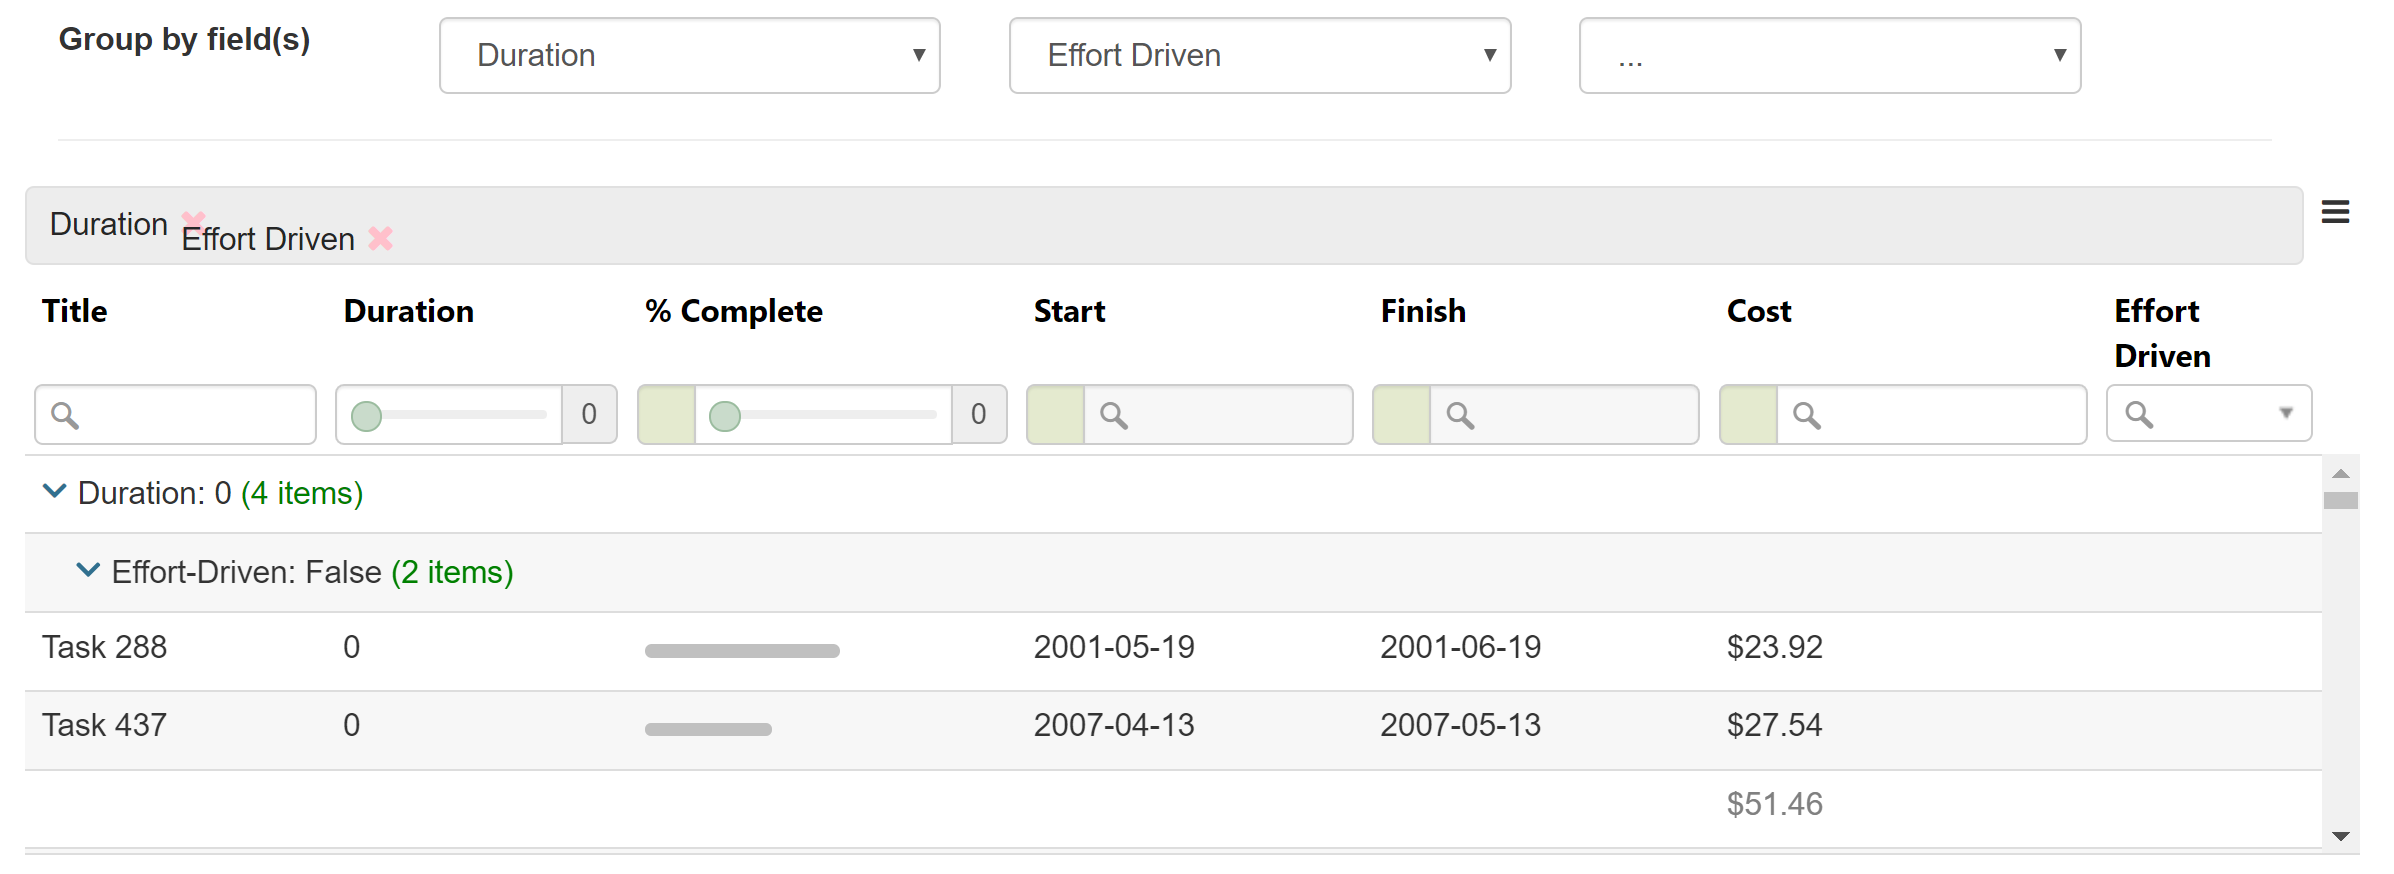 Group by field(s) Duration Effort Driven ...
Duration Effort Driven
Title Duration % Complete Start Finish Cost Effort
Driven
0 0
Duration: 0 (4 items)
Effort-Driven: False (2 items)
Task 288 0 2001-05-19 2001-06-19 $23.92
Task 437 0 2007-04-13 2007-05-13 $27.54
$51.46